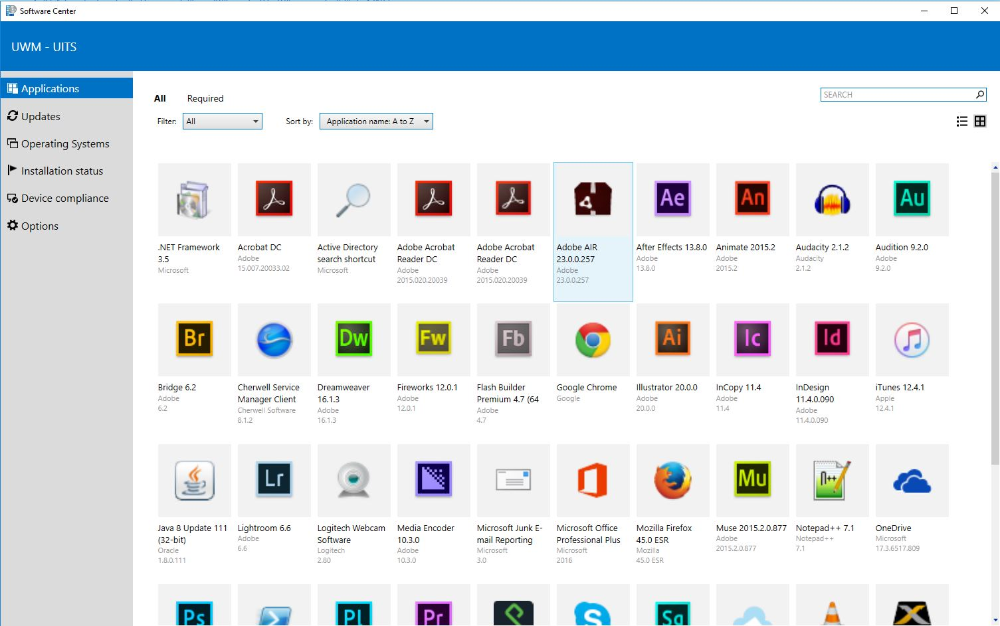 Software Center
UWM - UITS
Applications
Updates
Operating Systems
Installation status
Device compliance
Options
All Required
SEARCH
Filter: All Sort by: Application name: A to Z
.NET Framework
3.5
Microsoft
Acrobat DC
Adobe
15.007.20033.02
Active Directory
search shortcut
Microsoft
Adobe Acrobat
Reader DC
Adobe
2015.020.20039
Adobe Acrobat
Reader DC
Adobe
2015.020.20039
Adobe AIR
23.0.0.257
Adobe
23.0.0.257
Ae
After Effects 13.8.0
Adobe
13.8.0
An
Animate 2015.2
Adobe
2015.2
Audacity 2.1.2
Audacity
2.1.2
Au
Audition 9.2.0
Adobe
9.2.0
Br
Bridge 6.2
Adobe
6.2
Cherwell Service
Manager Client
Cherwell Software
8.1.2
Dw
Dreamweaver
16.1.3
Adobe
16.1.3
Fw
Fireworks 12.0.1
Adobe
12.0.1
Fb
Flash Builder
Premium 4.7 (64
Adobe
4.7
Google Chrome
Google
Ai
Illustrator 20.0.0
Adobe
20.0.0
Ic
InCopy 11.4
Adobe
11.4
Id
InDesign
11.4.0.090
Adobe
11.4.0.090
iTunes 12.4.1
Apple
12.4.1
Java 8 Update 111
(32-bit)
Oracle
1.8.0.111
Lr
Lightroom 6.6
Adobe
6.6
Logitech Webcam
Software
Logitech
2.80
Media Encoder
10.3.0
Adobe
10.3.0
Microsoft Junk E-
mail Reporting
Microsoft
3.0
Microsoft Office
Professional Plus
Microsoft
2016
Mozilla Firefox
45.0 ESR
Mozilla
45.0 ESR
Mu
Muse 2015.2.0.877
Adobe
2015.2.0.877
Notepad++ 7.1
Notepad++
7.1
OneDrive
Microsoft
17.3.6517.809
Ps
Pl
Pr
S
Sg
X